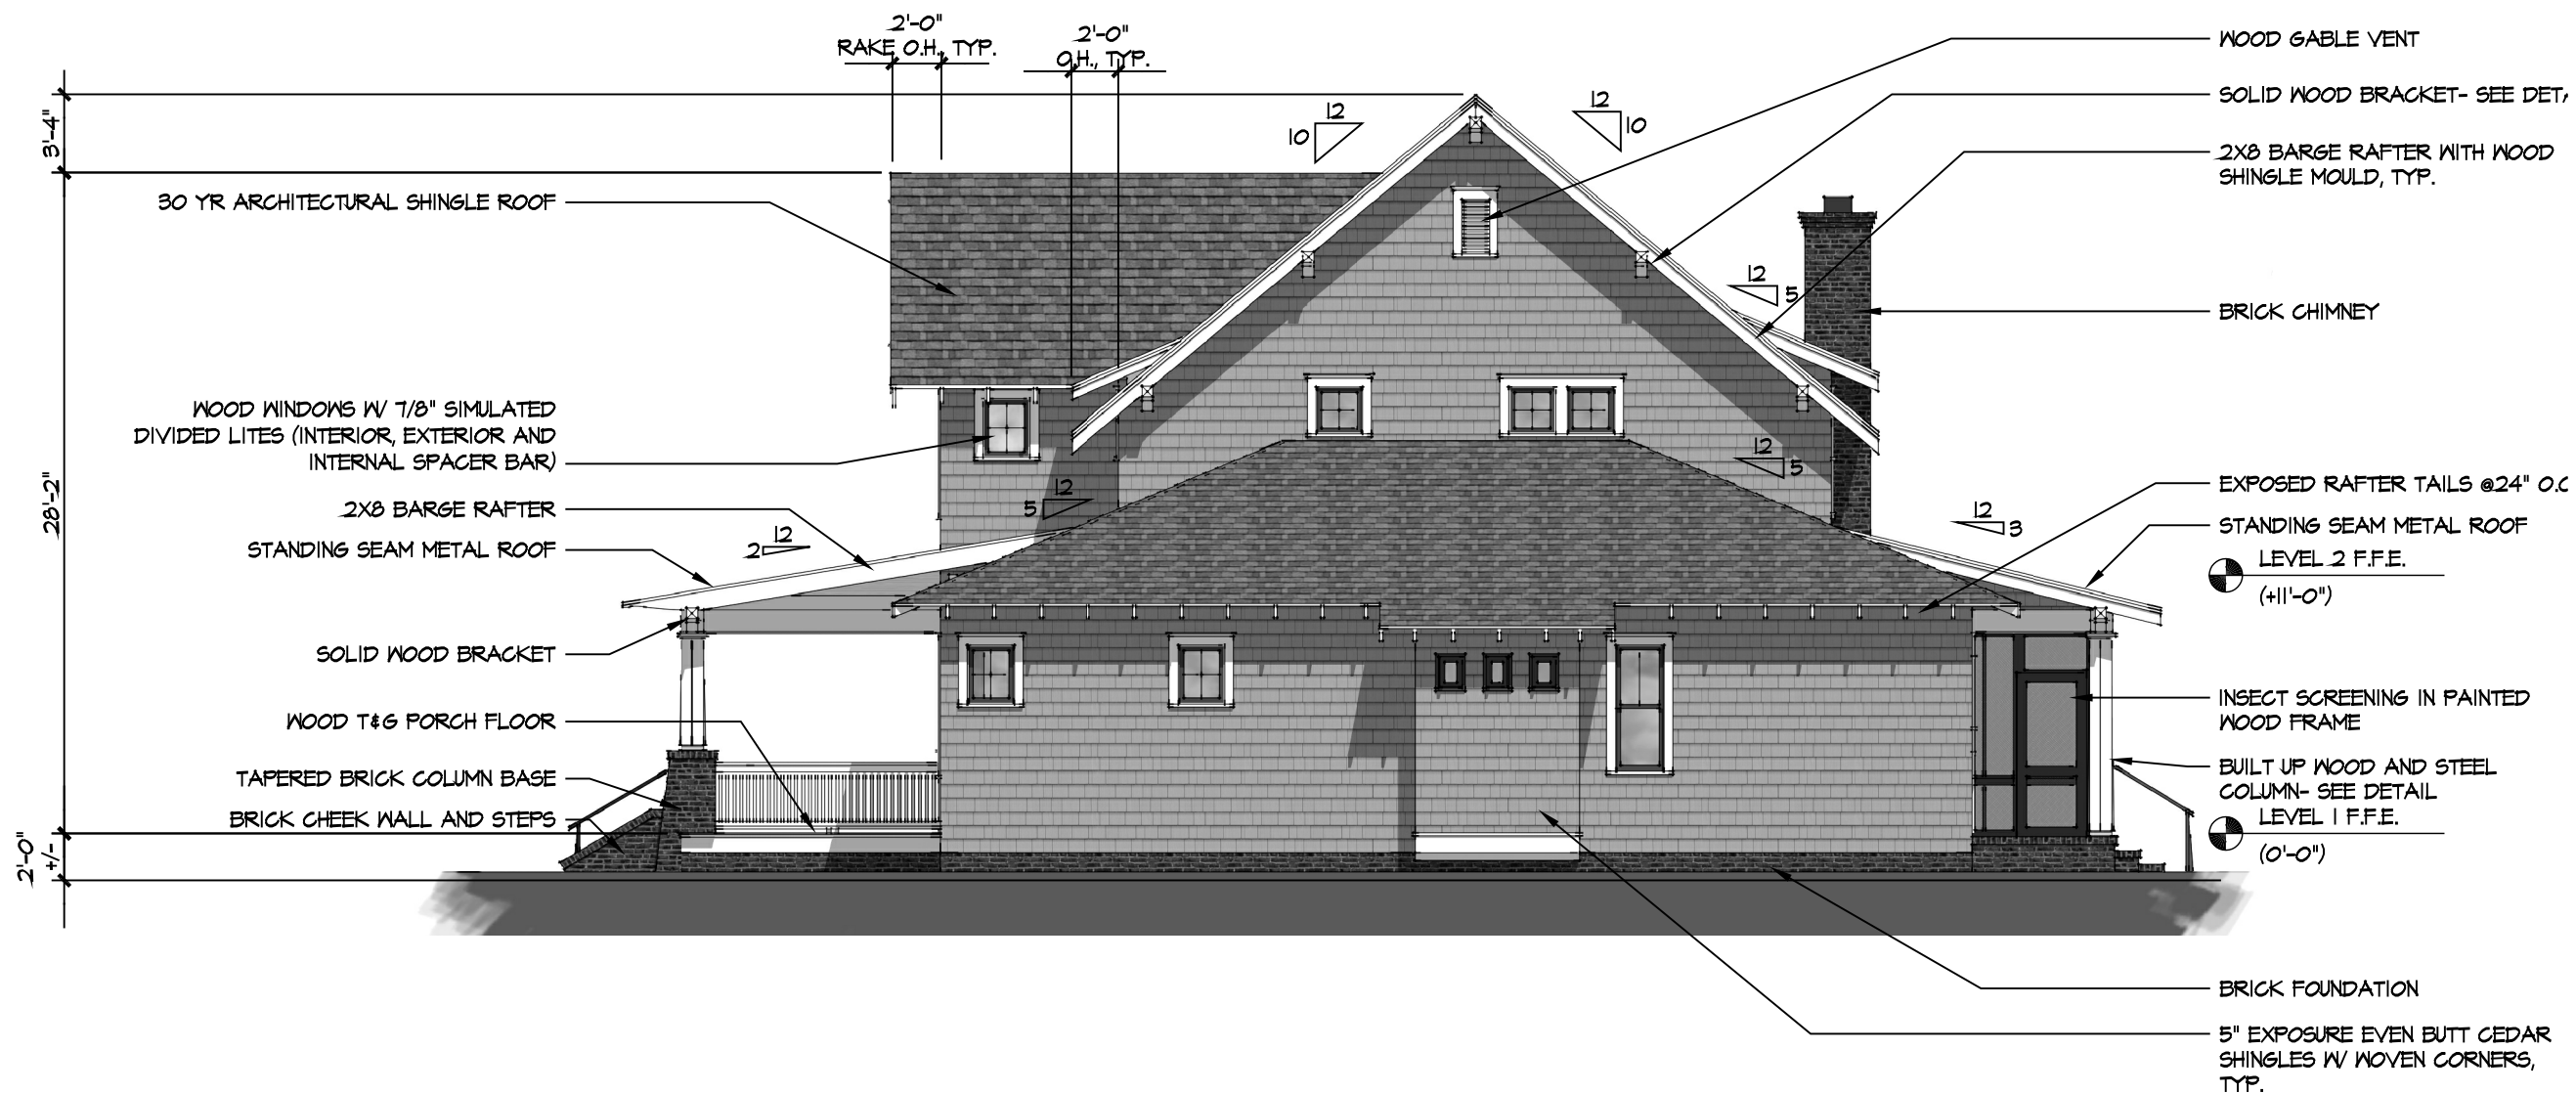 2'-0"
RAKE O.H., TYP.
2'-0"
O.H., TYP.
3'-4"
28'-2"
2'-0"
+/-
30 YR ARCHITECTURAL SHINGLE ROOF
WOOD WINDOWS W/ 7/8" SIMULATED
DIVIDED LITES (INTERIOR, EXTERIOR AND
INTERNAL SPACER BAR)
2X8 BARGE RAFTER
STANDING SEAM METAL ROOF
SOLID WOOD BRACKET
WOOD T&G PORCH FLOOR
TAPERED BRICK COLUMN BASE
BRICK CHEEK WALL AND STEPS
12
10
12
10
12
5
12
5
12
5
12
2
12
3
WOOD GABLE VENT
SOLID WOOD BRACKET- SEE
2X8 BARGE RAFTER WITH WOOD
SHINGLE MOULD, TYP.
BRICK CHIMNEY
EXPOSED RAFTER TAILS @24"
STANDING SEAM METAL ROOF
LEVEL 2 F.F.E.
(+11'-0")
INSECT SCREENING IN PAINTED
WOOD FRAME
BUILT UP WOOD AND STEEL
COLUMN- SEE DETAIL
LEVEL 1 F.F.E.
(0'-0")
BRICK FOUNDATION
5" EXPOSURE EVEN BUTT CEDAR
SHINGLES W/ WOVEN CORNERS,
TYP.